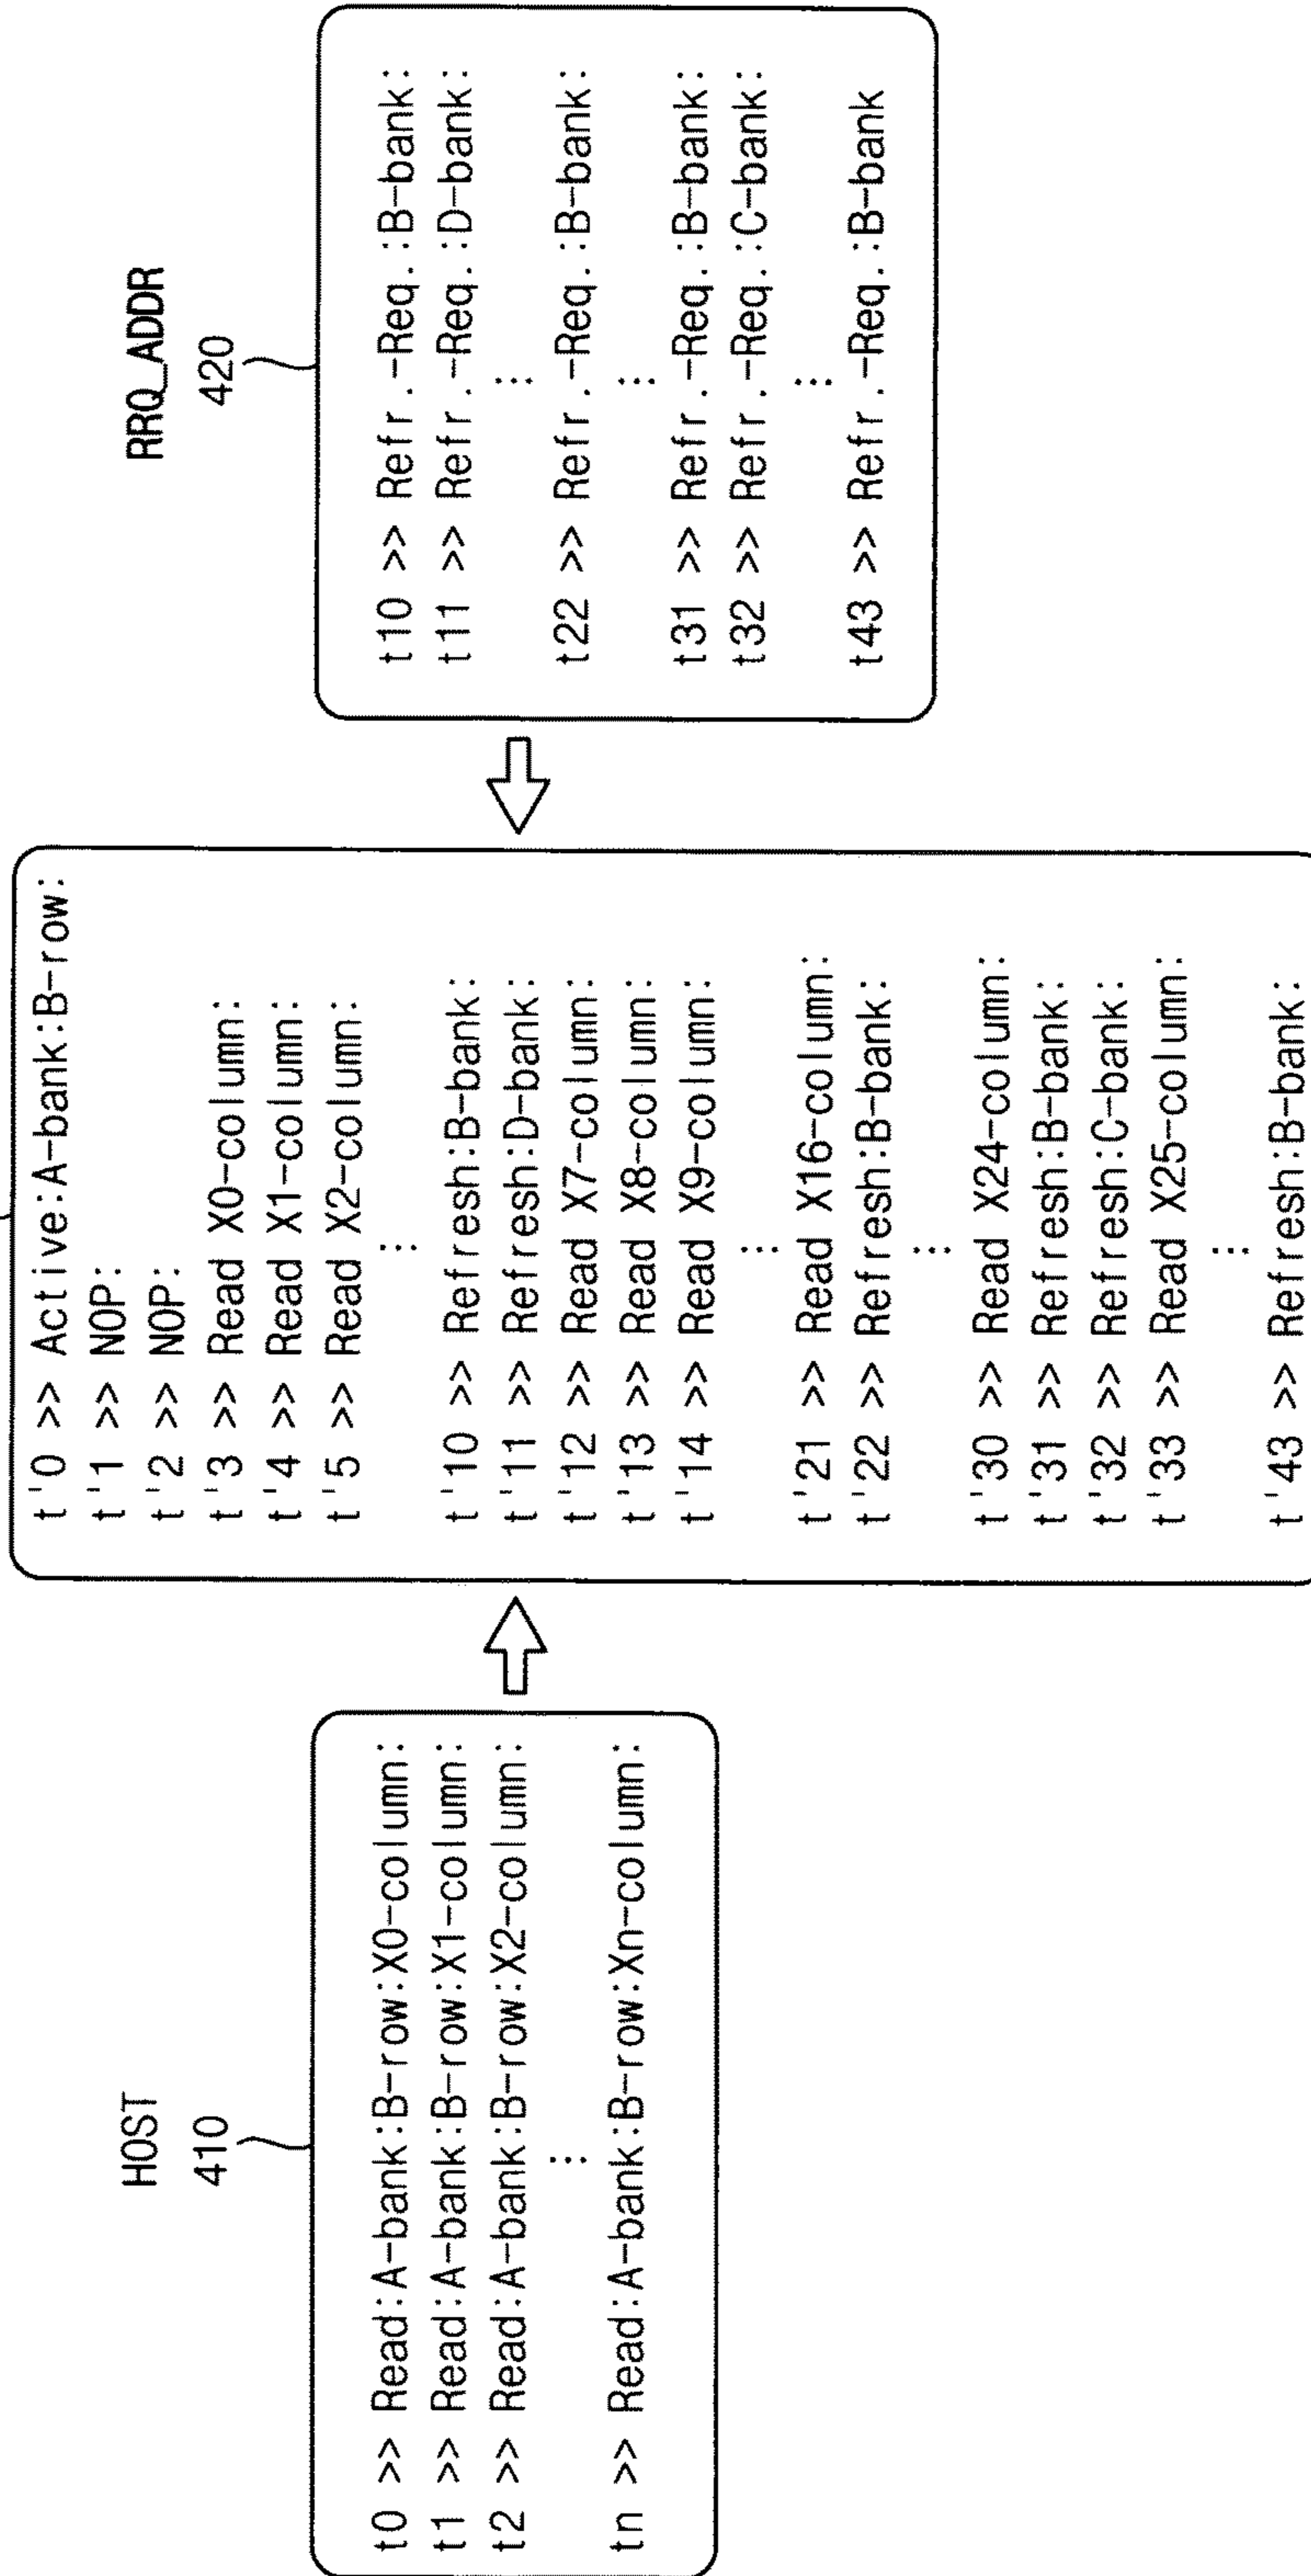 HOST
410
t0 >> Read:A-bank:B-row:X0-column:
t1 >> Read:A-bank:B-row:X1-column:
t2 >> Read:A-bank:B-row:X2-column:
⋮
tn >> Read:A-bank:B-row:Xn-column:
t'0 >> Active:A-bank:B-row:
t'1 >> NOP:
t'2 >> NOP:
t'3 >> Read X0-column:
t'4 >> Read X1-column:
t'5 >> Read X2-column:
⋮
t'10 >> Refresh:B-bank:
t'11 >> Refresh:D-bank:
t'12 >> Read X7-column:
t'13 >> Read X8-column:
t'14 >> Read X9-column:
⋮
t'21 >> Read X16-column:
t'22 >> Refresh:B-bank:
⋮
t'30 >> Read X24-column:
t'31 >> Refresh:B-bank:
t'32 >> Refresh:C-bank:
t'33 >> Read X25-column:
⋮
t'43 >> Refresh:B-bank:
RRQ_ADDR
420
t10 >> Refr.-Req.:B-bank:
t11 >> Refr.-Req.:D-bank:
⋮
t22 >> Refr.-Req.:B-bank:
⋮
t31 >> Refr.-Req.:B-bank:
t32 >> Refr.-Req.:C-bank:
⋮
t43 >> Refr.-Req.:B-bank